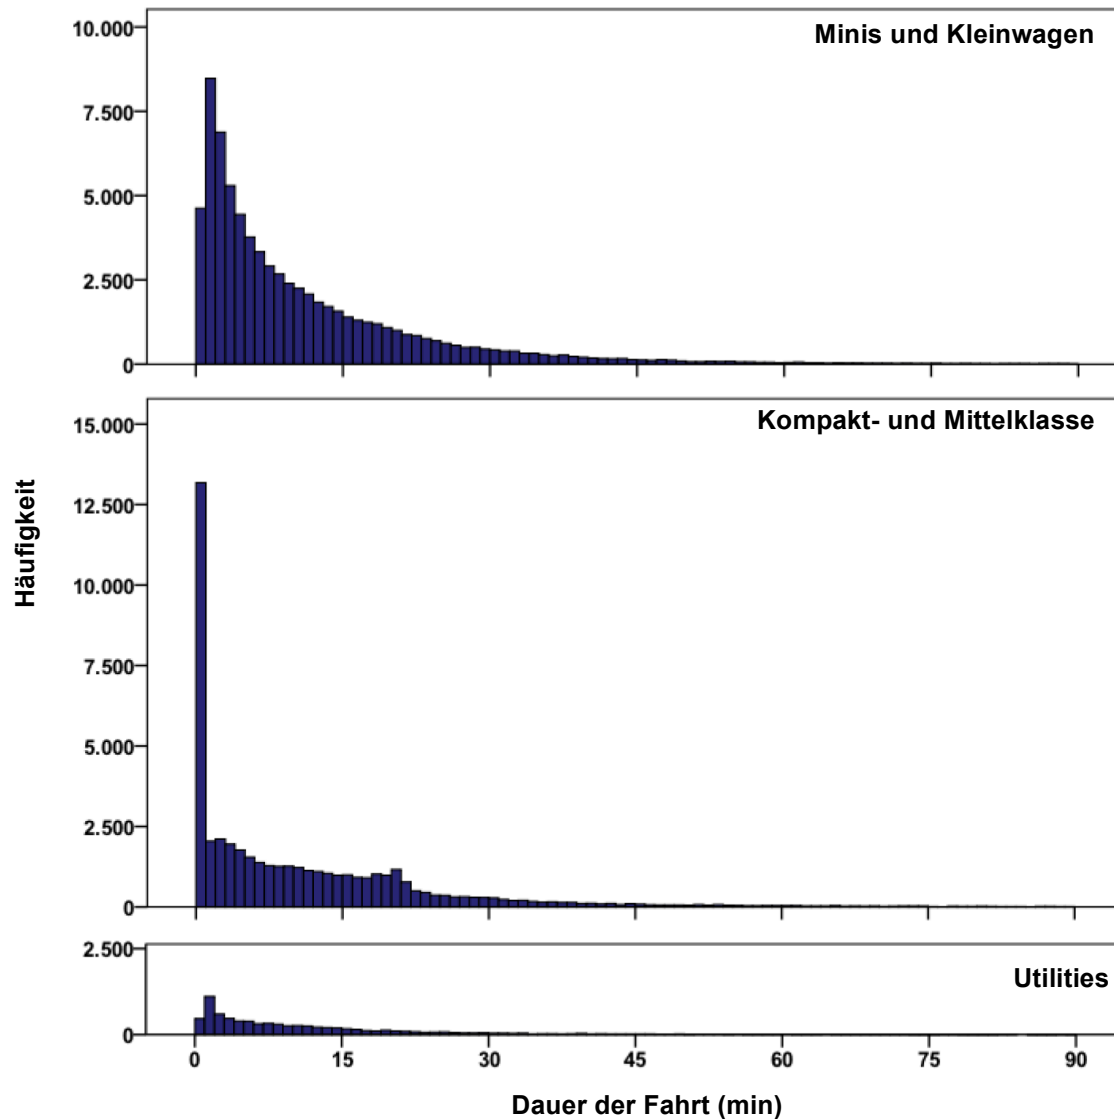 Minis und Kleinwagen
10.000
7.500
5.000
2.500
0
Kompakt- und Mittelklasse
15.000
12.500
10.000
7.500
5.000
2.500
0
Häufigkeit
Utilities
2.500
0
0 15 30 45 60 75 90
Dauer der Fahrt (min)